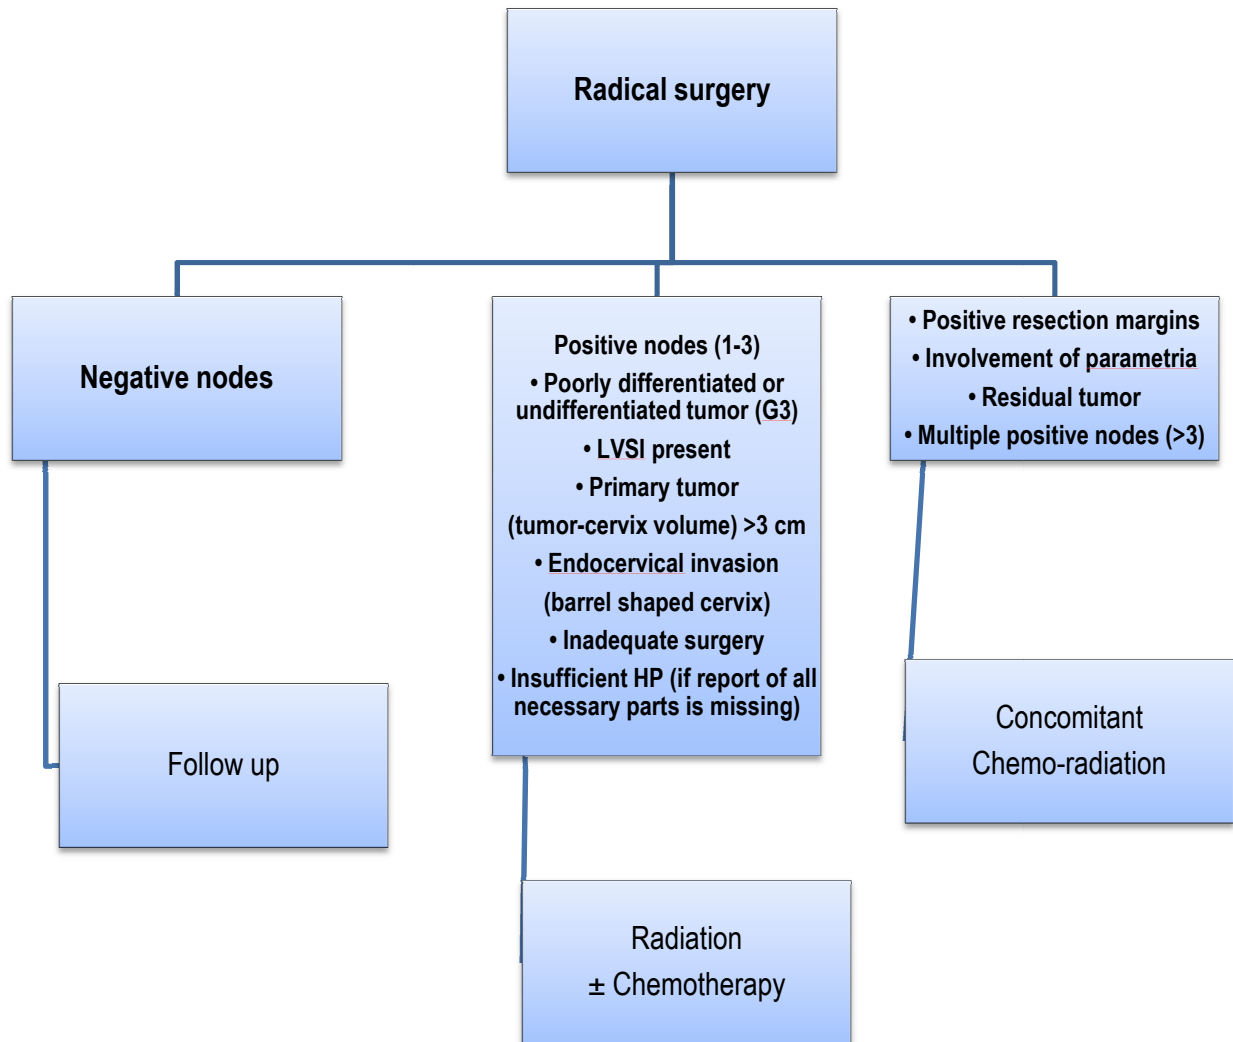 Radical surgery
Negative nodes
Positive nodes (1-3)
• Poorly differentiated or
undifferentiated tumor (G3)
• LVSI present
• Primary tumor
(tumor-cervix volume) >3 cm
• Endocervical invasion
(barrel shaped cervix)
• Inadequate surgery
• Insufficient HP (if report of all
necessary parts is missing)
• Positive resection margins
• Involvement of parametria
• Residual tumor
• Multiple positive nodes (>3)
Follow up
Radiation
± Chemotherapy
Concomitant
Chemo-radiation